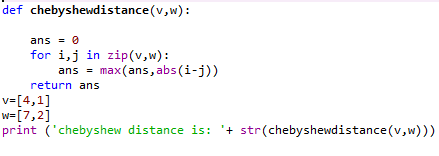 def chebyshewdistance(v,w):
    ans = 0
    for i,j in zip(v,w):
        ans = max(ans,abs(i-j))
    return ans
v=[4,1]
w=[7,2]
print ('chebyshew distance is: '+ str(chebyshewdistance(v,w)))